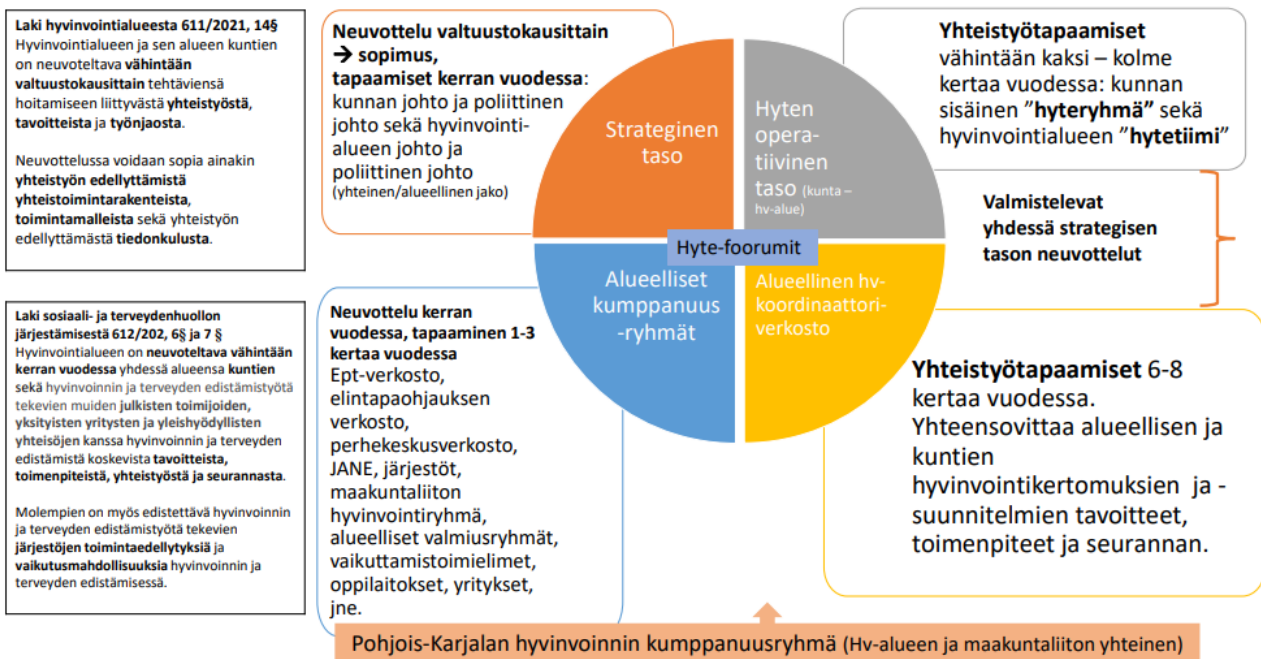 Laki hyvinvointialueesta 611/2021, 14§
Hyvinvointialueen ja sen alueen kuntien
on neuvoteltava vähintään
valtuustokausittain tehtäviensä
hoitamiseen liittyvästä yhteistyöstä,
tavoitteista ja työnjaosta.
Neuvottelussa voidaan sopia ainakin
yhteistyön edellyttämistä
yhteistoimintarakenteista,
toimintamalleista sekä yhteistyön
edellyttämästä tiedonkulusta.
Laki sosiaali- ja terveydenhuollon
järjestämisestä 612/202, 6§ ja 7 §
Hyvinvointialueen on neuvoteltava vähintään
kerran vuodessa yhdessä alueensa kuntien
sekä hyvinvoinnin ja terveyden edistämistyötä
tekevien muiden julkisten toimijoiden,
yksityisten yritysten ja yleishyödyllisten
yhteisöjen kanssa hyvinvoinnin ja terveyden
edistämistä koskevista tavoitteista,
toimenpiteistä, yhteistyöstä ja seurannasta.
Molempien on myös edistettävä hyvinvoinnin
ja terveyden edistämistyötä tekevien
järjestöjen toimintaedellytyksiä ja
vaikutusmahdollisuuksia hyvinvoinnin ja
terveyden edistämisessä.
Neuvottelu valtuustokausittain
→ sopimus,
tapaamiset kerran vuodessa:
kunnan johto ja poliittinen
johto sekä hyvinvointi-
alueen johto ja
poliittinen johto
(yhteinen/alueellinen jako)
Strateginen
taso
Hyten
opera-
tiivinen
taso (kunta –
hv-alue)
Yhteistyötapaamiset
vähintään kaksi – kolme
kertaa vuodessa: kunnan
sisäinen ”hyteryhmä” sekä
hyvinvointialueen ”hytetiimi”
Valmistelevat
yhdessä strategisen
tason neuvottelut
Hyte-foorumit
Neuvottelu kerran
vuodessa, tapaaminen 1-3
kertaa vuodessa
Ept-verkosto,
elintapaohjauksen
verkosto,
perhekeskusverkosto,
JANE, järjestöt,
maakuntaliiton
hyvinvointiryhmä,
alueelliset valmiusryhmät,
vaikuttamistoimielimet,
oppilaitokset, yritykset,
jne.
Alueelliset
kumppanuus
-ryhmät
Alueellinen hv-
koordinaattori-
verkosto
Yhteistyötapaamiset 6-8
kertaa vuodessa.
Yhteensovittaa alueellisen ja
kuntien
hyvinvointikertomuksien ja -
suunnitelmien tavoitteet,
toimenpiteet ja seurannan.
Pohjois-Karjalan hyvinvoinnin kumppanuusryhmä (Hv-alueen ja maakuntaliiton yhteinen)